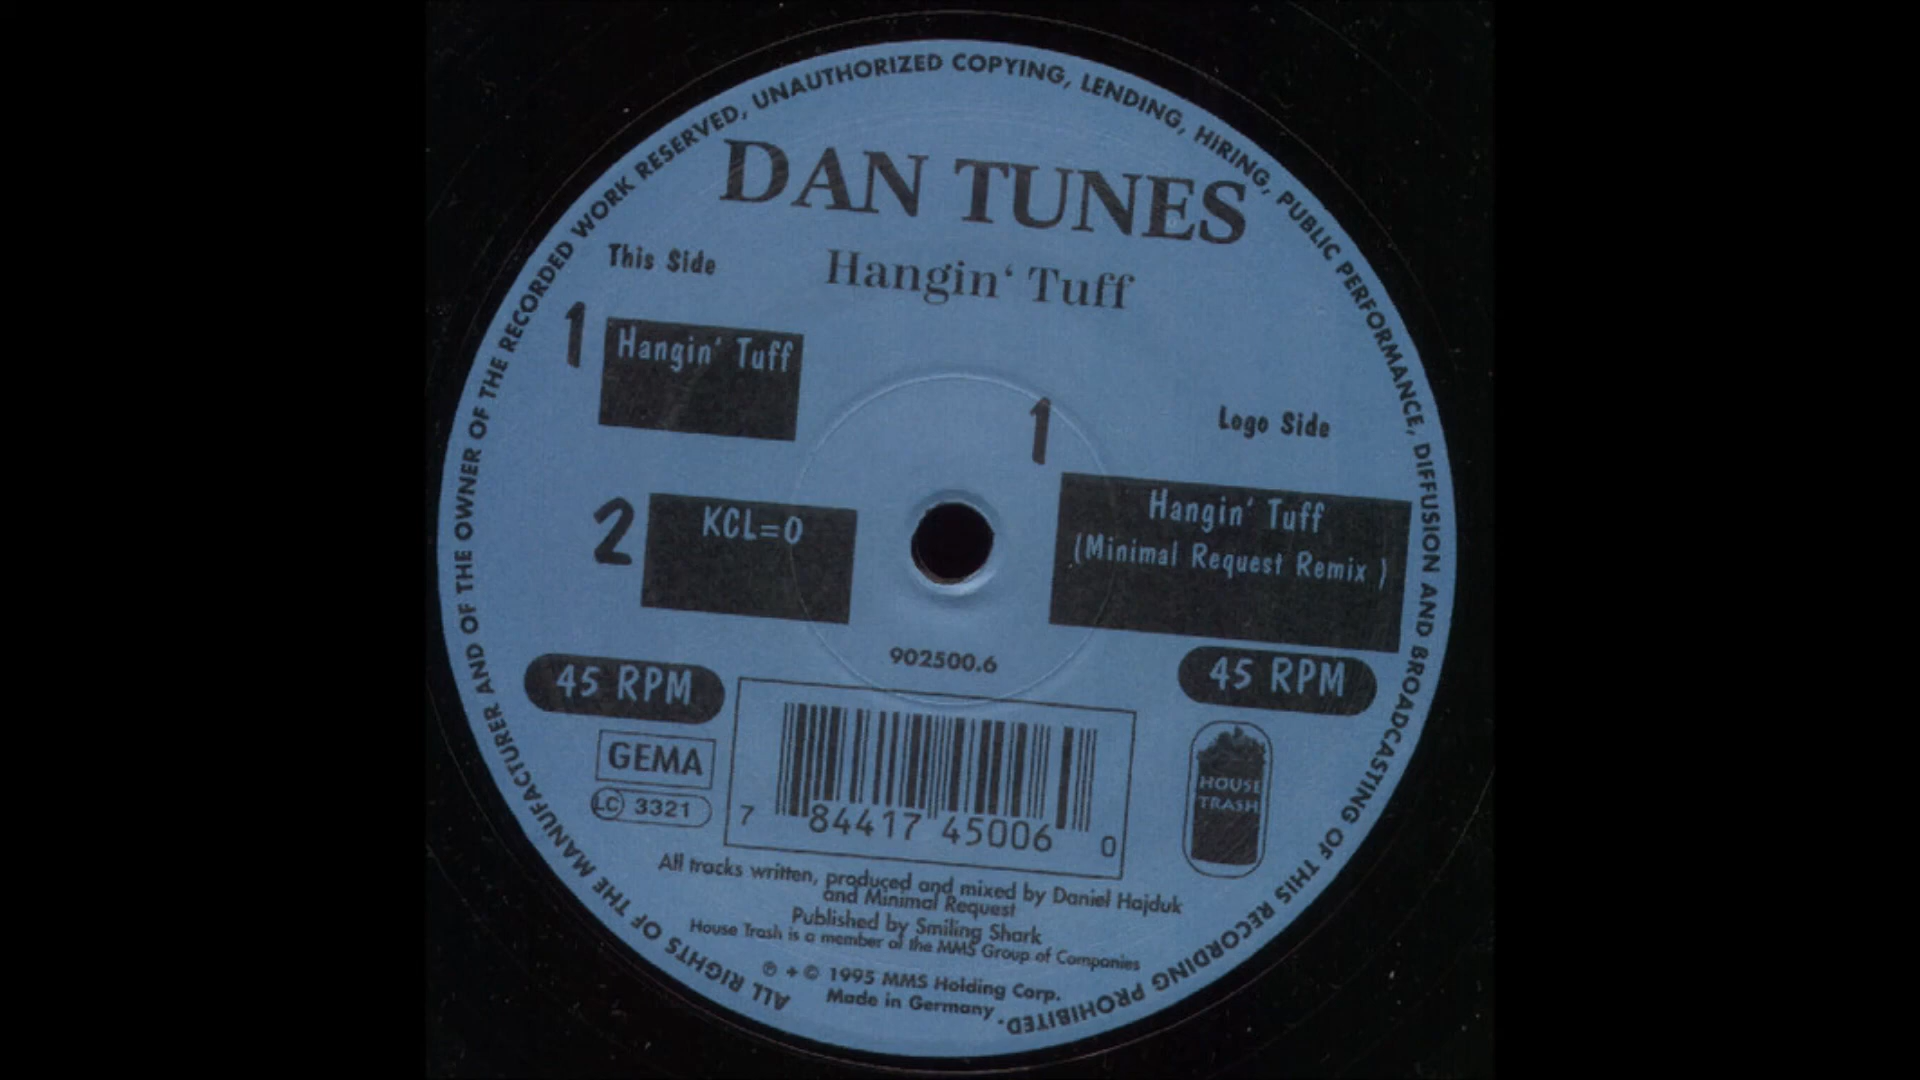 ALL RIGHTS OF THE MANUFACTURER AND OF THE OWNER OF THE RECORDED WORK RESERVED, UNAUTHORIZED COPYING, LENDING, HIRING, PUBLIC PERFORMANCE, DIFFUSION AND BROADCASTING OF THIS RECORDING PROHIBITED.
DAN TUNES
Hangin‘ Tuff
This Side
1
Hangin’ Tuff
2
KCL=0
Logo Side
1
Hangin’ Tuff
(Minimal Request Remix )
902500.6
45 RPM
45 RPM
GEMA
LC 3321
7 84417 45006 0
HOUSE
TRASH
All tracks written, produced and mixed by Daniel Hajduk
and Minimal Request
Published by Smiling Shark
House Trash is a member of the MMS Group of Companies
℗ + © 1995 MMS Holding Corp.
Made in Germany